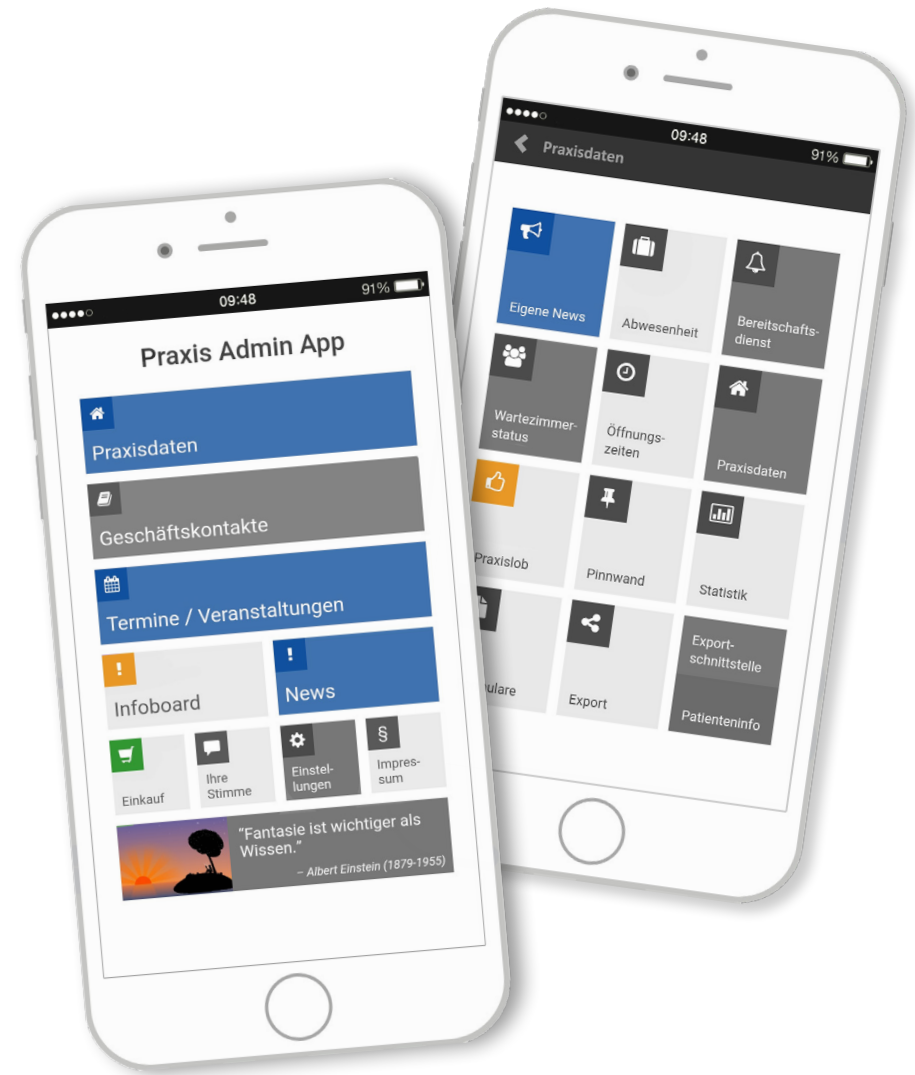 09:48
91%
Praxis Admin App
Praxisdaten
Geschäftskontakte
Termine / Veranstaltungen
Infoboard
News
Einkauf
Ihre
Stimme
Einstel-
lungen
§
Impres-
sum
“Fantasie ist wichtiger als
Wissen.”
– Albert Einstein (1879-1955)
09:48
91%
Praxisdaten
Eigene News
Abwesenheit
Bereitschafts-
dienst
Wartezimmer-
status
Öffnungs-
zeiten
Praxisdaten
Praxislob
Pinnwand
Statistik
ulare
Export
Export-
schnittstelle
Patienteninfo